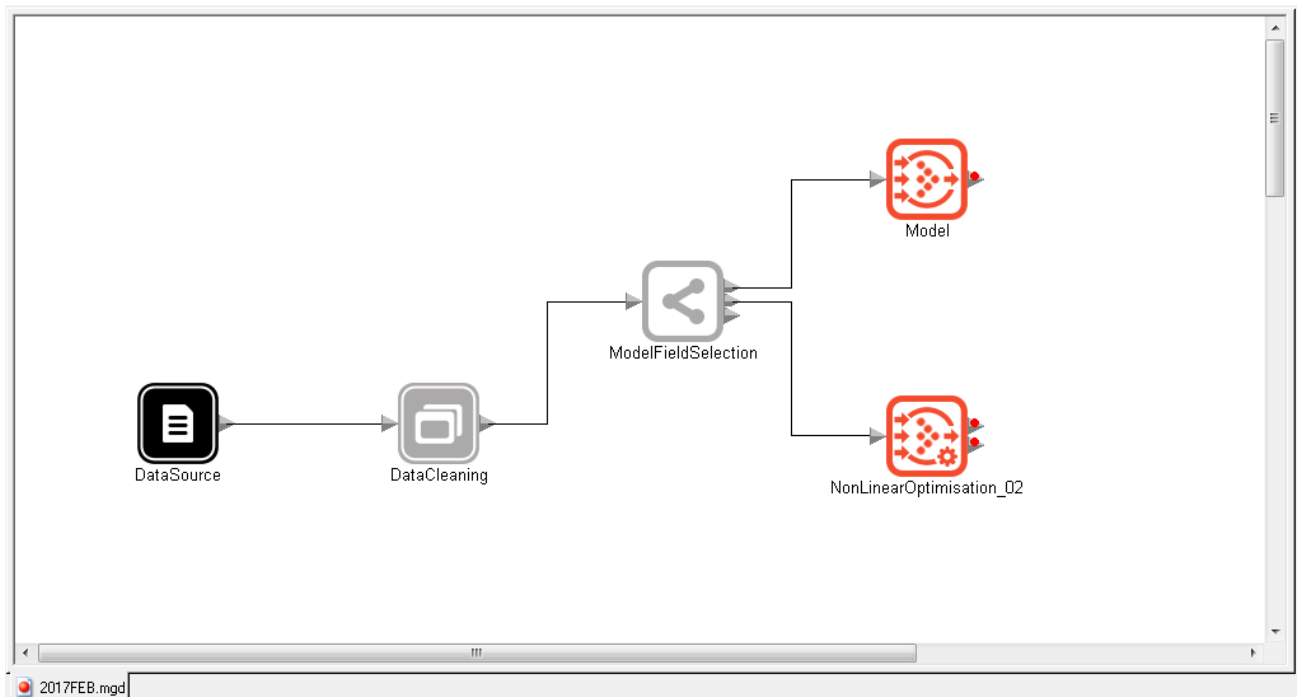 Model
ModelFieldSelection
DataSource
DataCleaning
NonLinearOptimisation_02
2017FEB.mgd